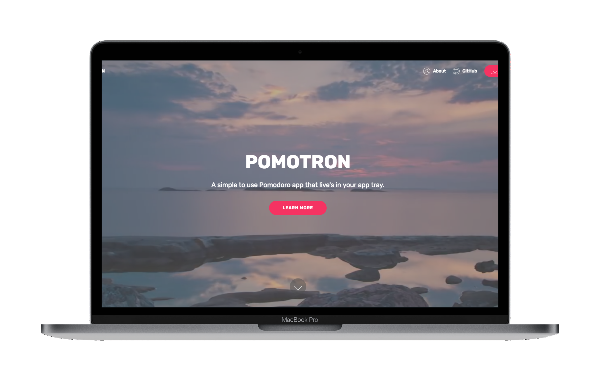 About GitHub
POMOTRON
A simple to use Pomodoro app that live's in your app tray.
LEARN MORE
MacBook Pro